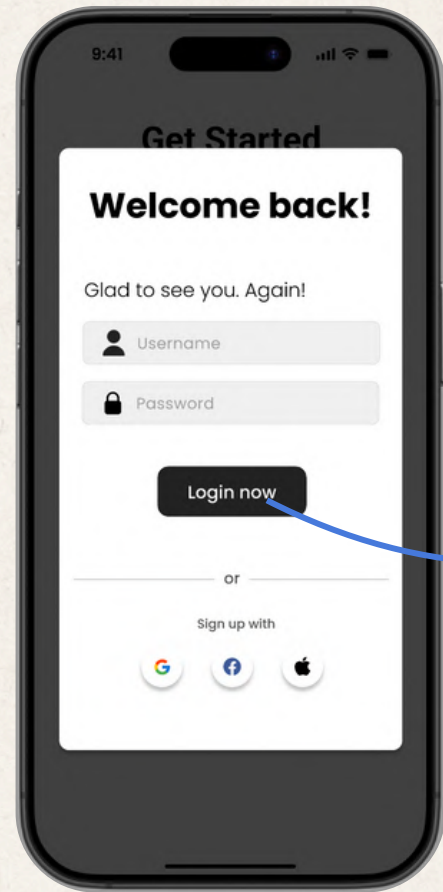 9:41
Get Started
Welcome back!
Glad to see you. Again!
Username
Password
Login now
or
Sign up with